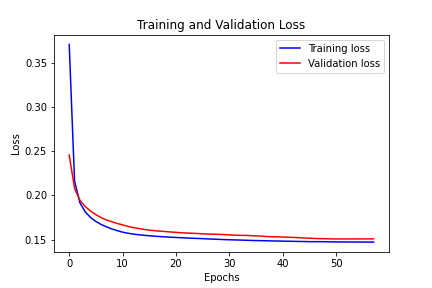 Training and Validation Loss
Training loss
Validation loss
0.35
0.30
0.25
0.20
0.15
Loss
0 10 20 30 40 50
Epochs